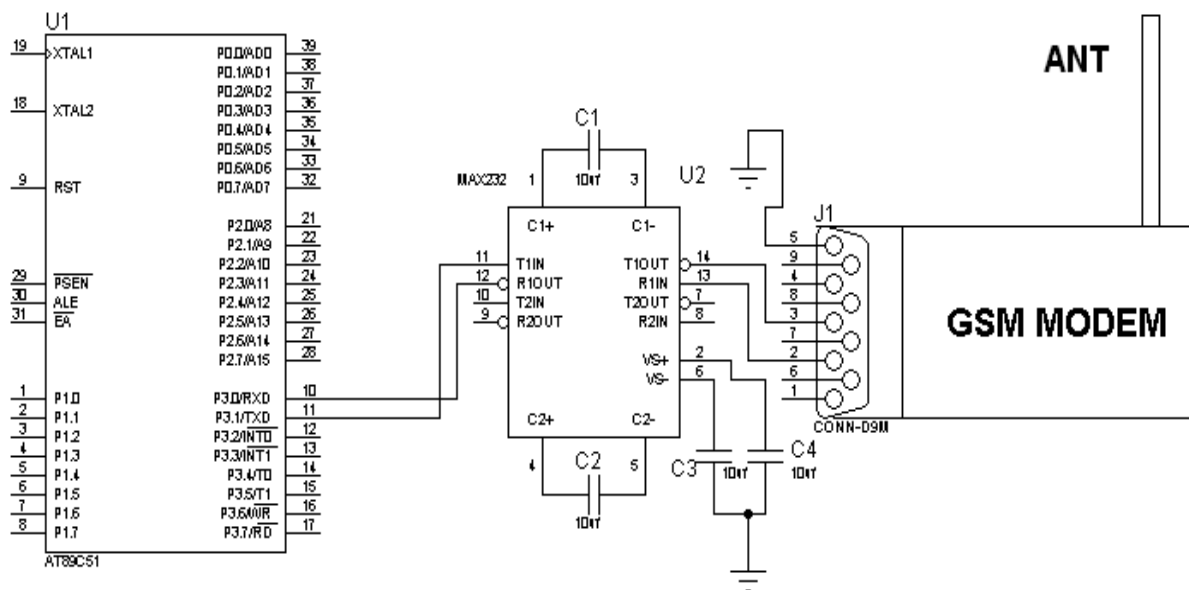 U1
19 XTAL1 P0.0/AD0 39
P0.1/AD1 38
P0.2/AD2 37
18 XTAL2 P0.3/AD3 36
P0.4/AD4 35
P0.5/AD5 34
P0.6/AD6 33
9 RST P0.7/AD7 32
P2.0/A8 21
P2.1/A9 22
P2.2/A10 23
29 PSEN P2.3/A11 24
30 ALE P2.4/A12 25
31 EA P2.5/A13 26
P2.6/A14 27
P2.7/A15 28
1 P1.0 P3.0/RXD 10
2 P1.1 P3.1/TXD 11
3 P1.2 P3.2/INT0 12
4 P1.3 P3.3/INT1 13
5 P1.4 P3.4/T0 14
6 P1.5 P3.5/T1 15
7 P1.6 P3.6/WR 16
8 P1.7 P3.7/RD 17
AT89C51
C1
10uf
MAX232 1 3 U2
C1+ C1-
11 T1IN T1OUT 14
12 R1OUT R1IN 13
10 T2IN T2OUT 7
9 R2OUT R2IN 8
VS+ 2
VS- 6
C2+ C2-
4 C2 5
10uf
C3 10uf
C4 10uf
ANT
J1
5
9
4
8
3
7
2
6
1
CONN-D9M
GSM MODEM